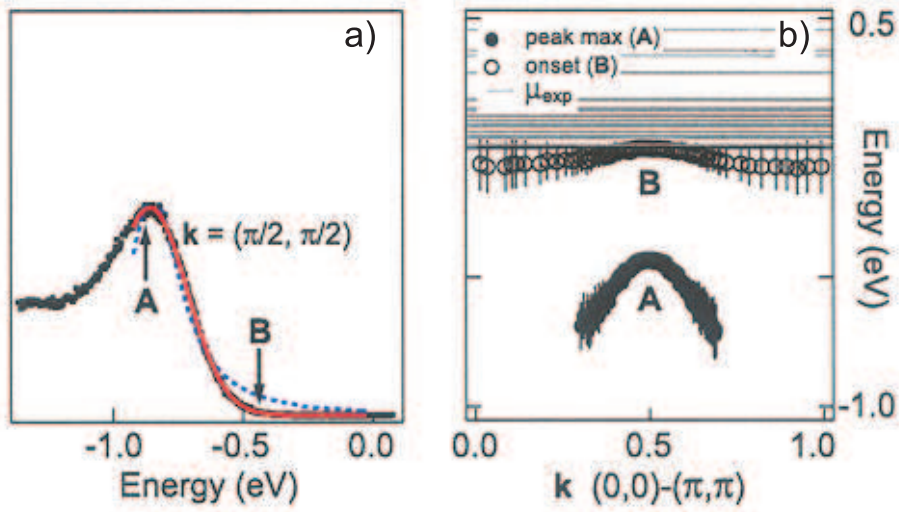 a)
k = (π/2, π/2)
A
B
-1.0
-0.5
0.0
Energy (eV)
b)
peak max (A)
onset (B)
μexp
B
A
0.5
Energy (eV)
-1.0
0.0
0.5
1.0
k (0,0)-(π,π)